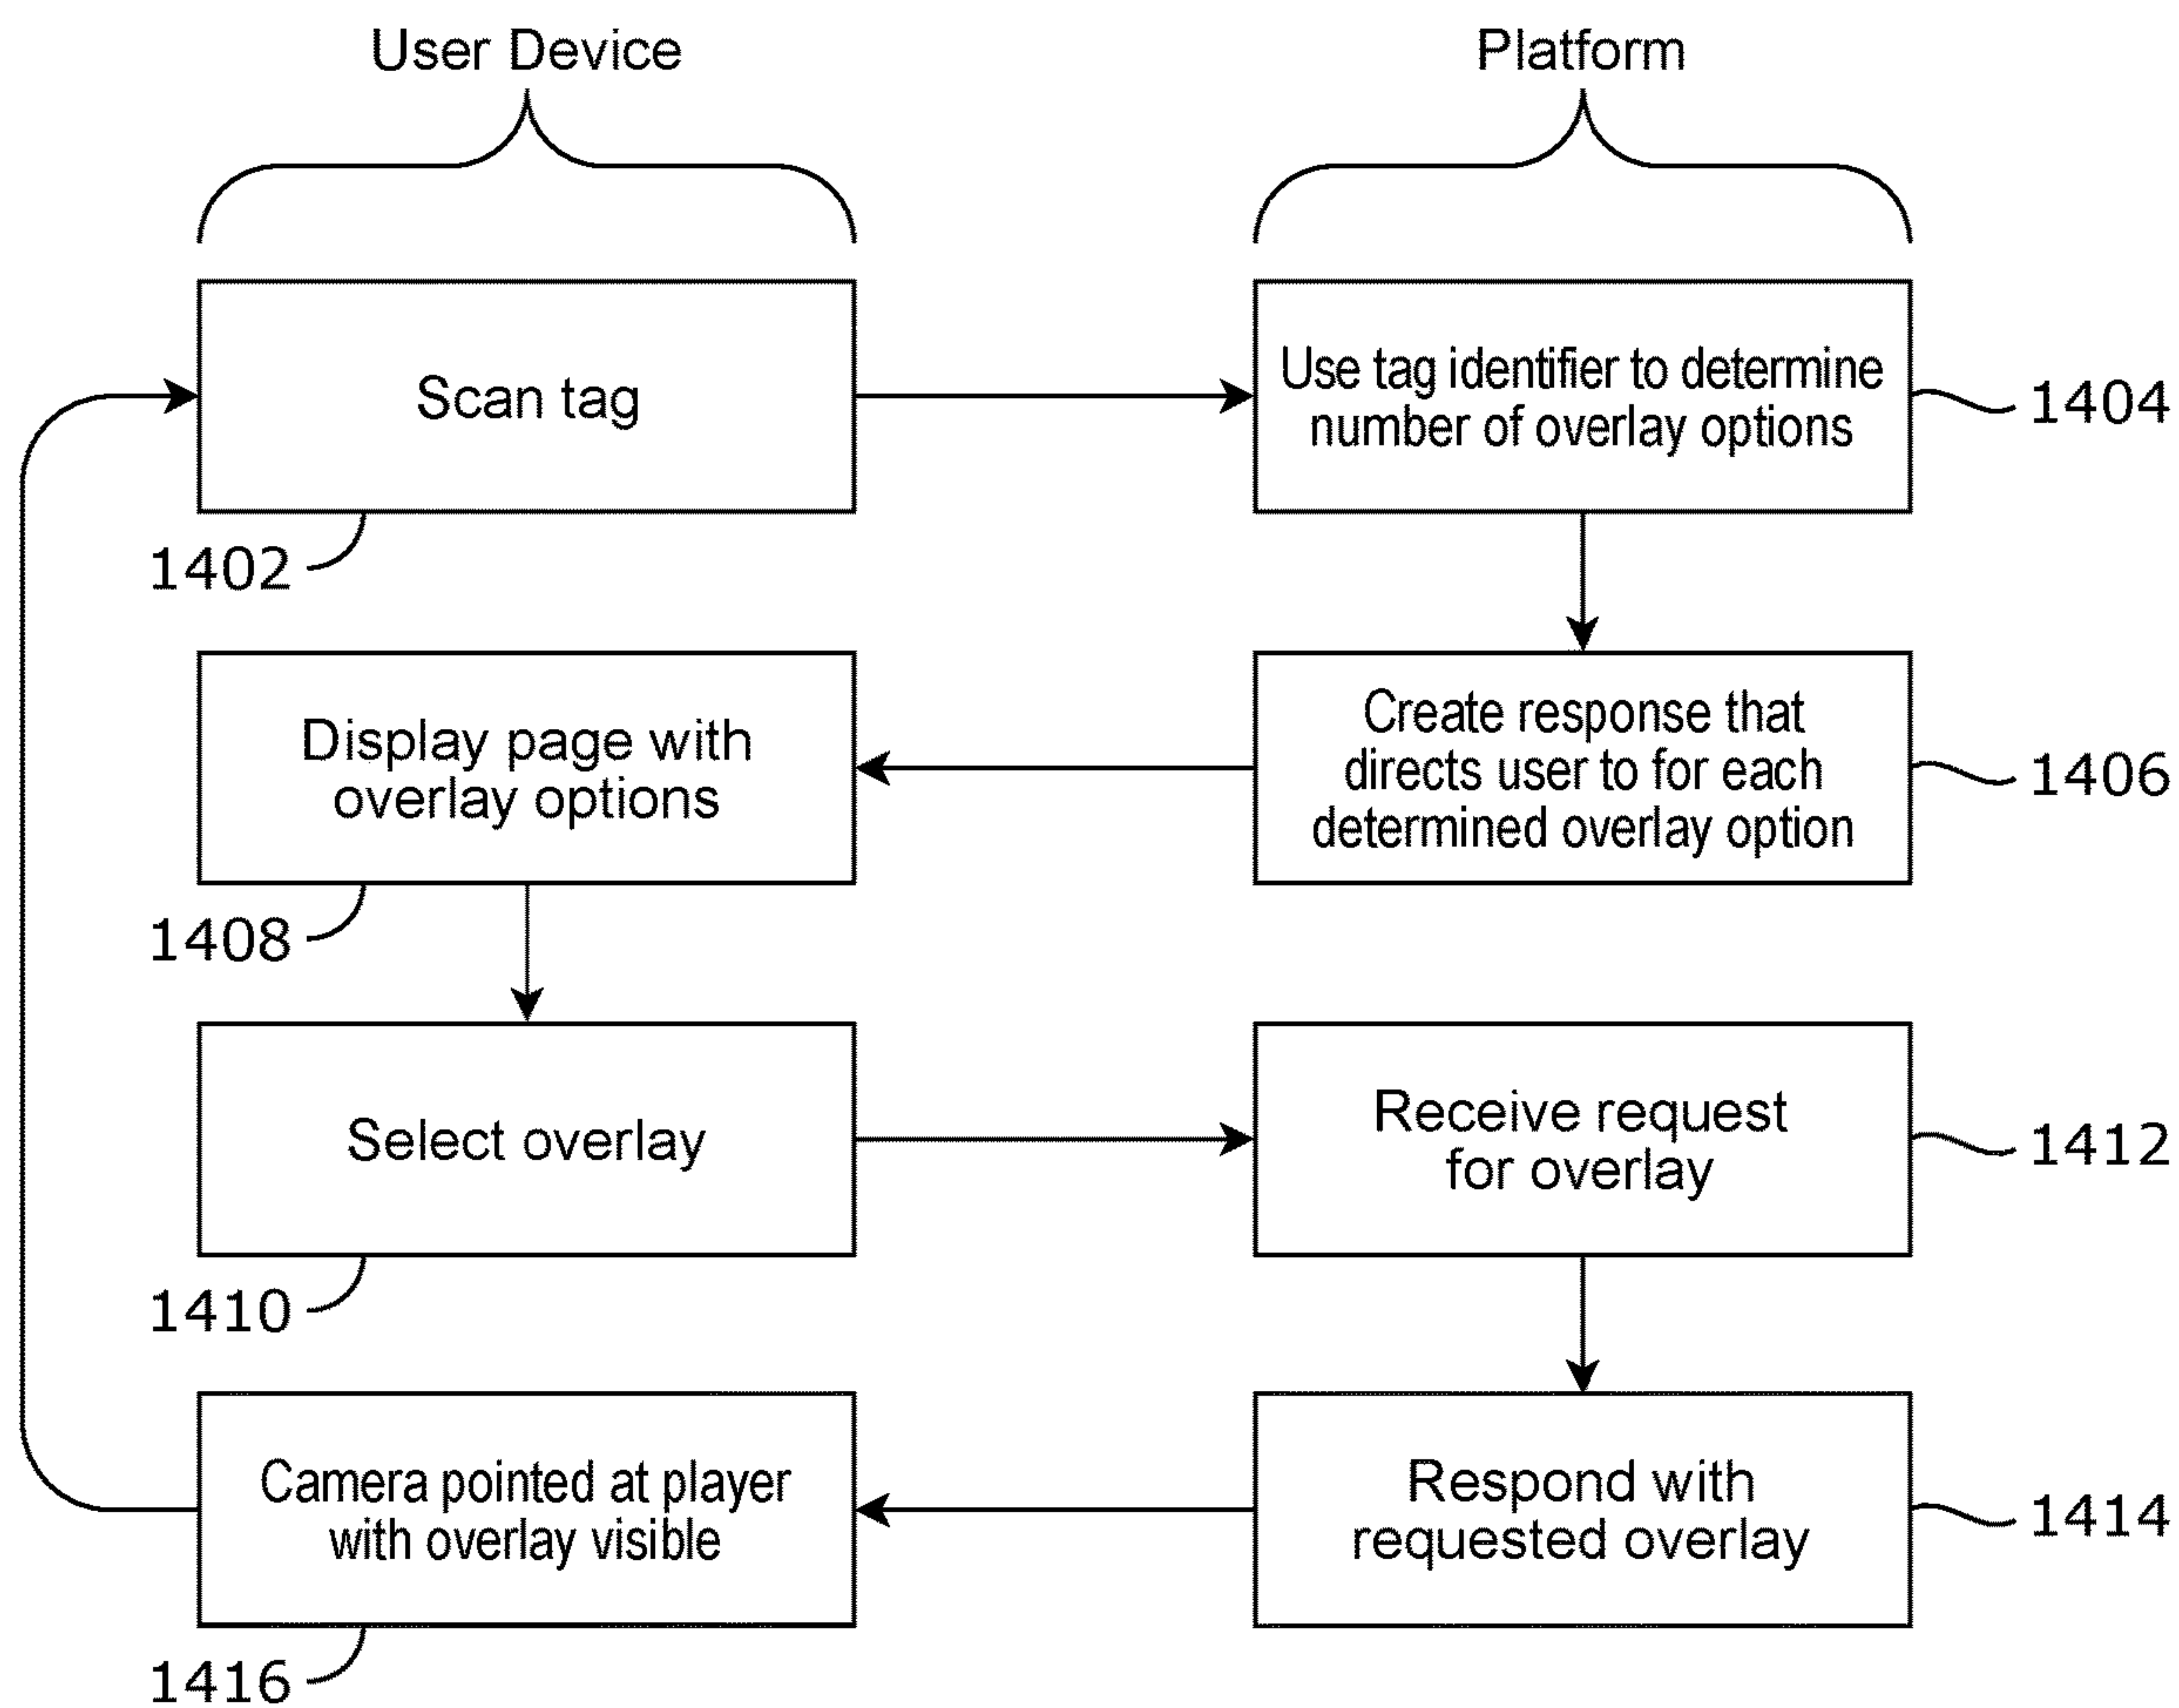 User Device
Platform
Scan tag
1402
Use tag identifier to determine
number of overlay options
1404
Display page with
overlay options
1408
Create response that
directs user to for each
determined overlay option
1406
Select overlay
1410
Receive request
for overlay
1412
Camera pointed at player
with overlay visible
1416
Respond with
requested overlay
1414